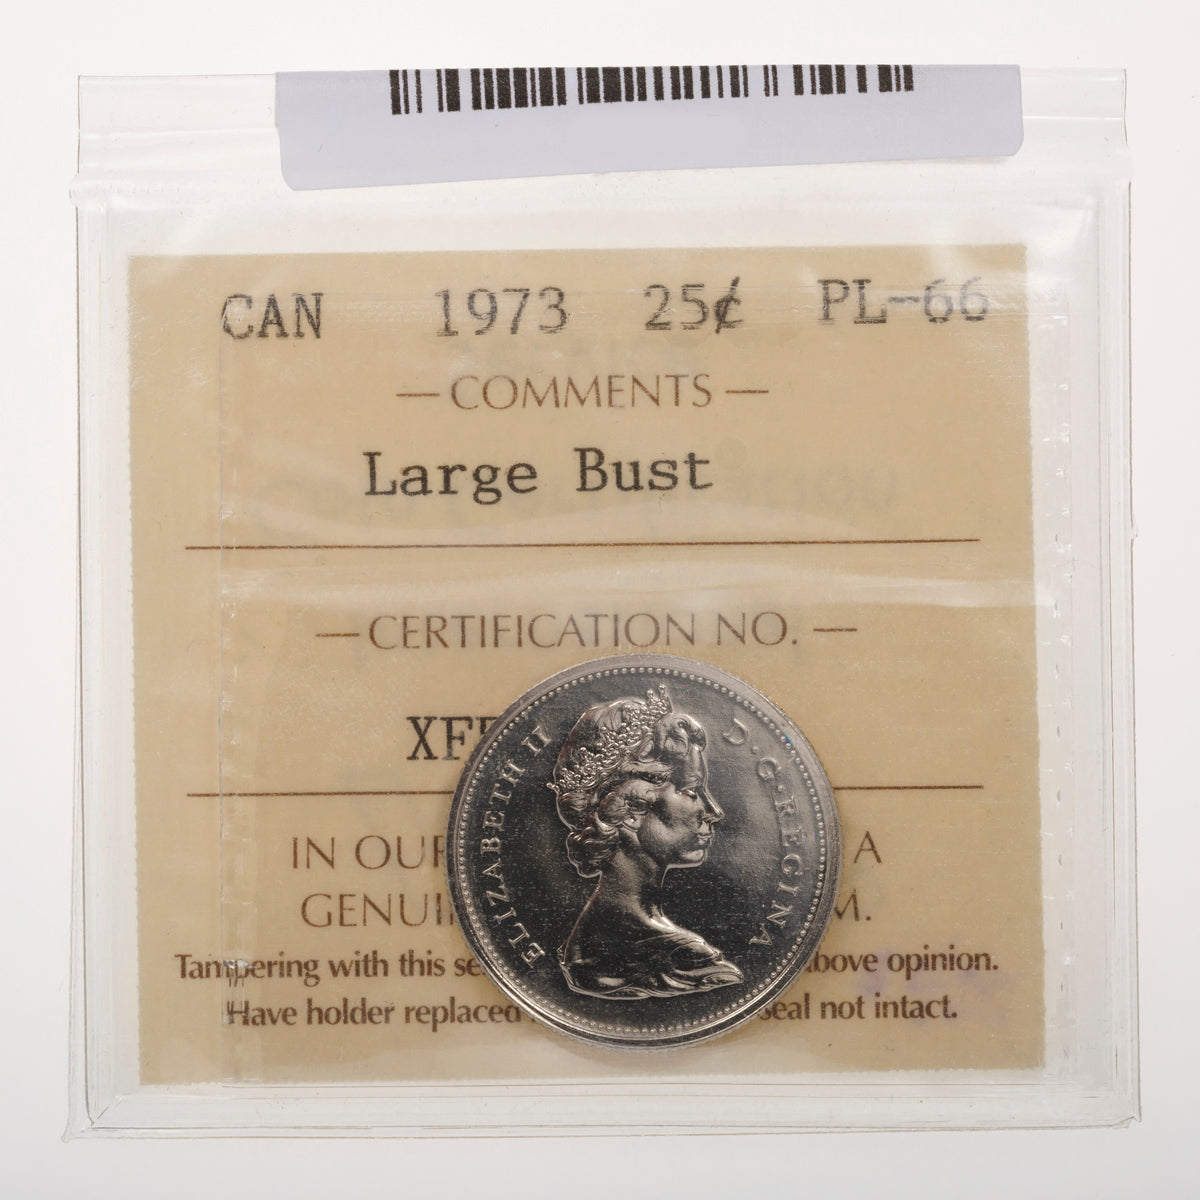 CAN 1973 25¢ PL-66
— COMMENTS —
Large Bust
— CERTIFICATION NO. —
XF
ELIZABETH II D·G·REGINA
IN OUR A
GENUI M.
Tampering with this se above opinion.
Have holder replaced seal not intact.